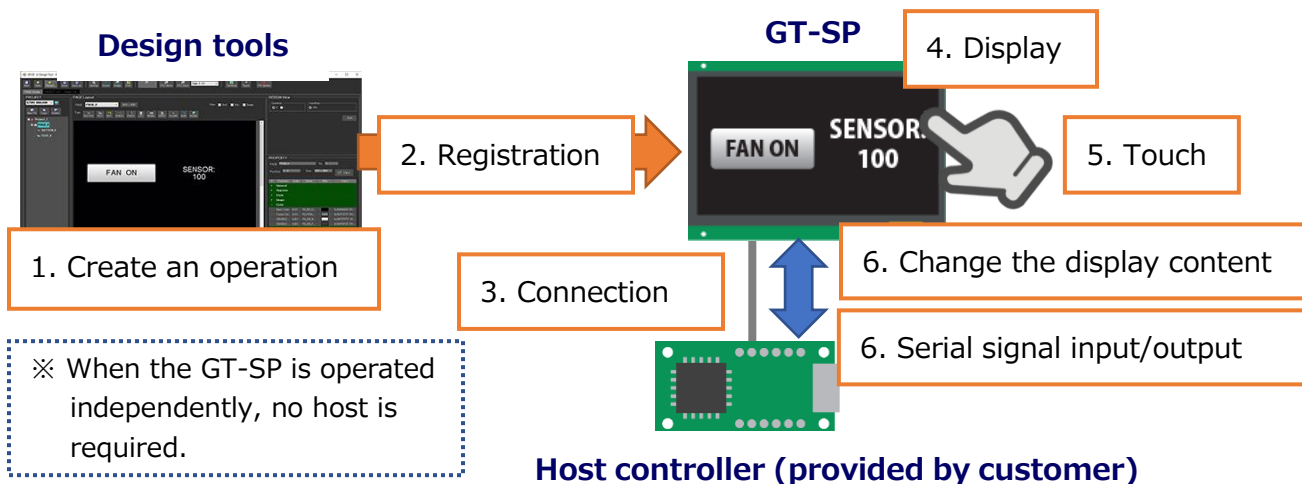 Design tools
GT-SP
4. Display
FAN ON
SENSOR:
100
2. Registration
FAN ON
SENSOR:
100
5. Touch
1. Create an operation
3. Connection
6. Change the display content
6. Serial signal input/output
※ When the GT-SP is operated
independently, no host is
required.
Host controller (provided by customer)